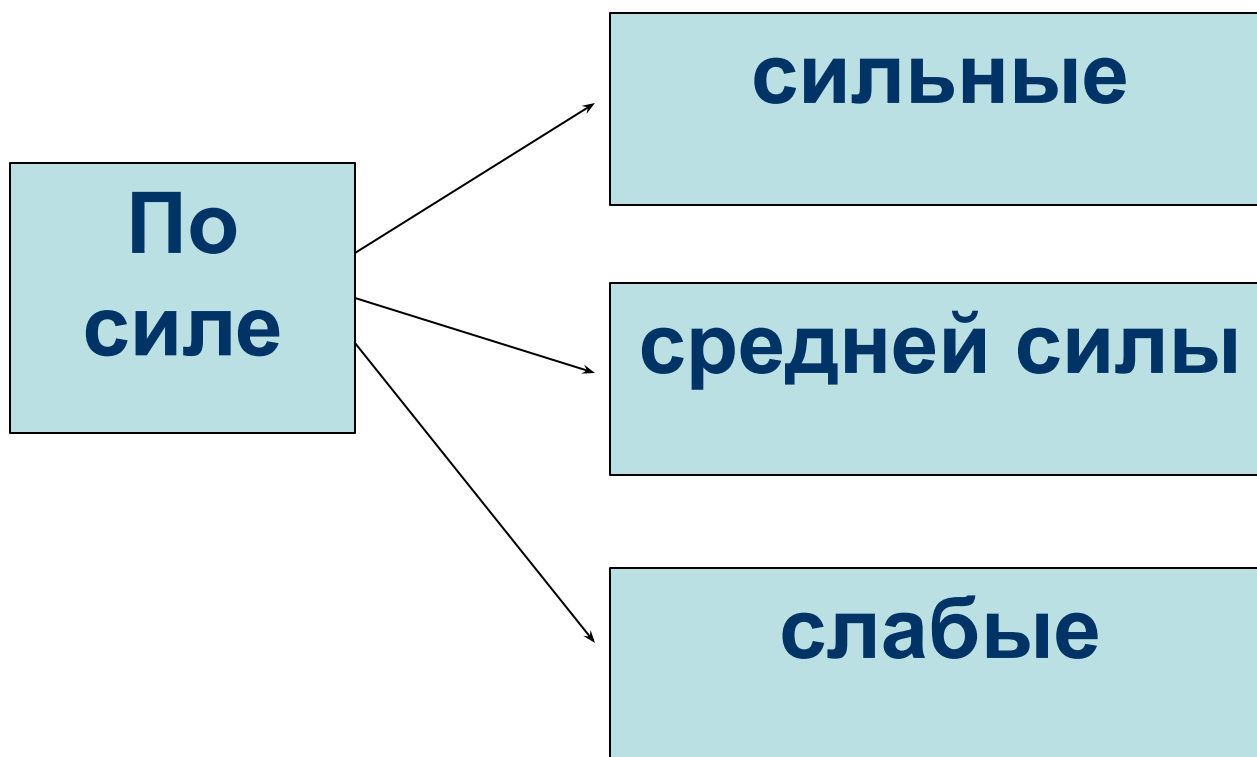 По
силе
сильные
средней силы
слабые